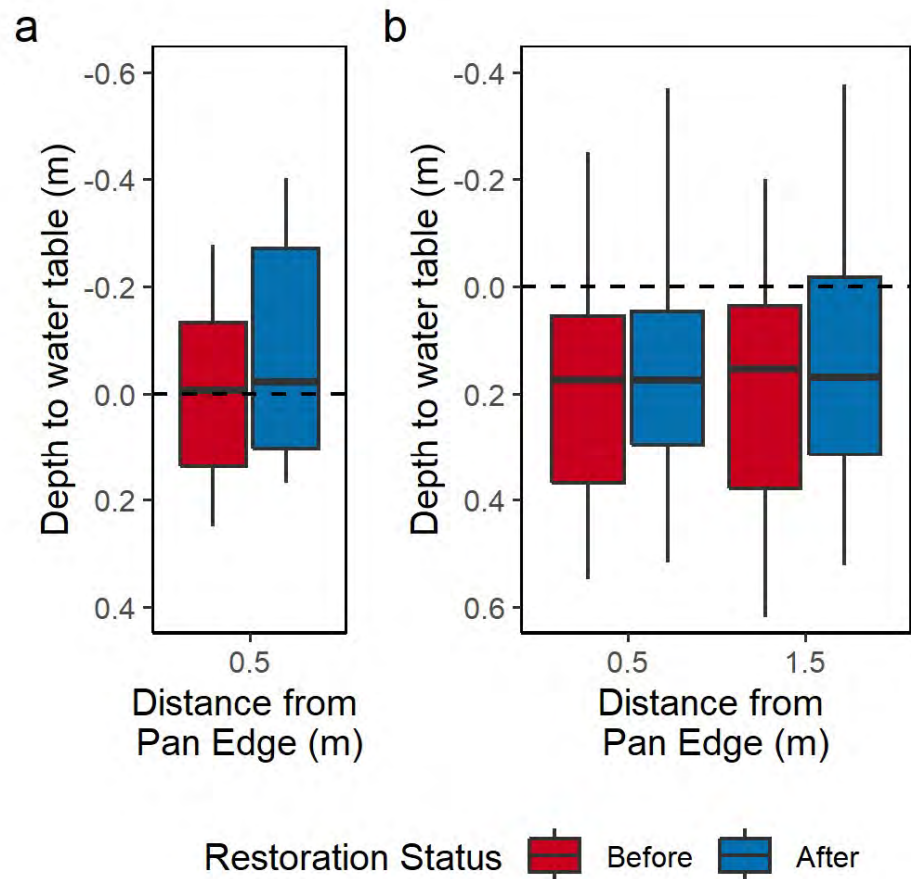 a
Depth to water table (m)
-0.6
-0.4
-0.2
0.0
0.2
0.4
0.5
Distance from
Pan Edge (m)
b
Depth to water table (m)
-0.4
-0.2
0.0
0.2
0.4
0.6
0.5 1.5
Distance from
Pan Edge (m)
Restoration Status Before After